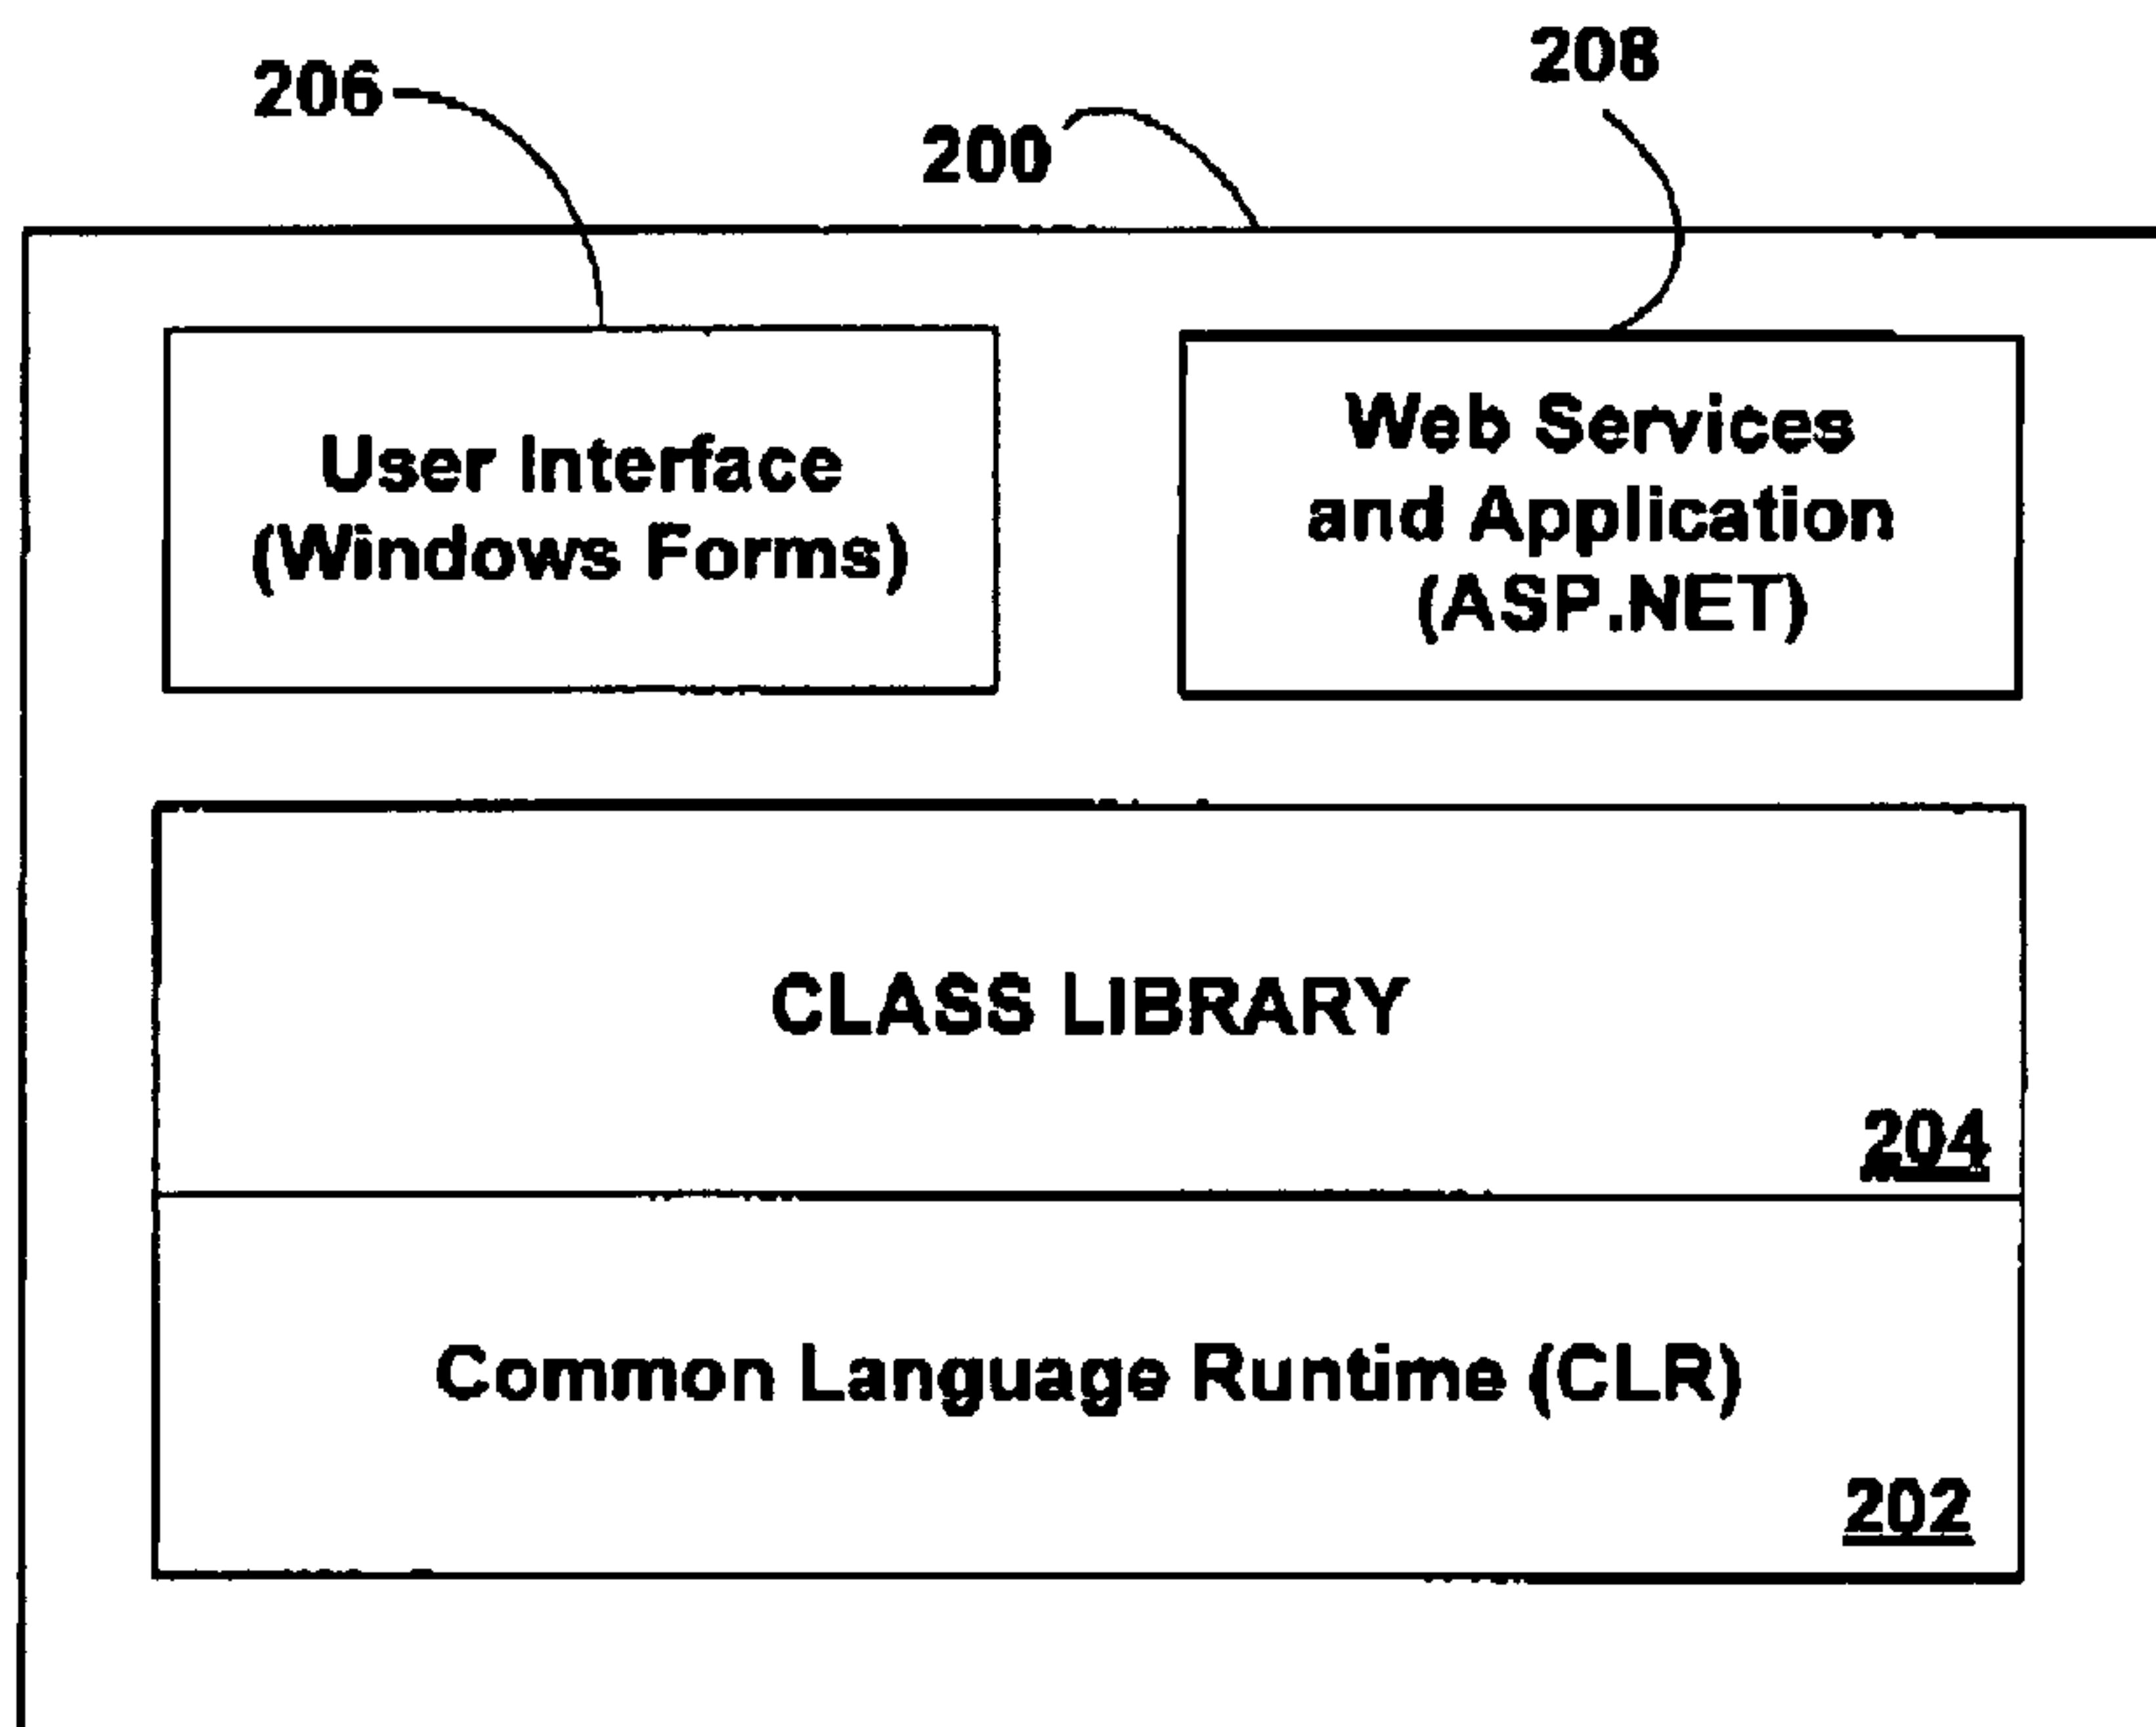 206
200
208
User Interface
(Windows Forms)
Web Services
and Application
(ASP.NET)
CLASS LIBRARY
204
Common Language Runtime (CLR)
202